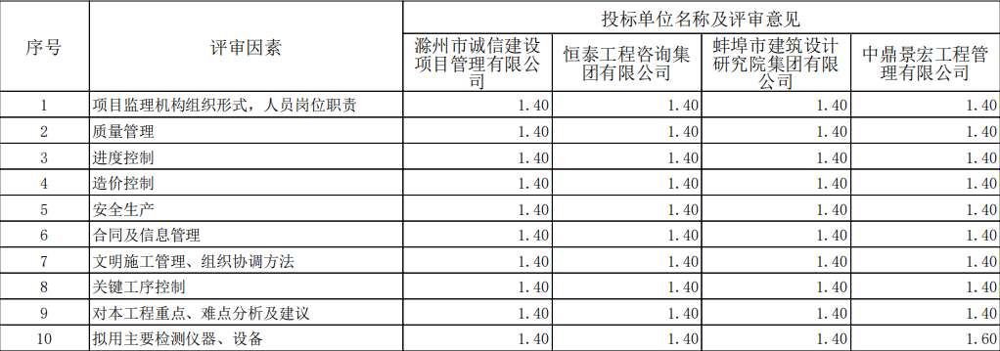 序号 评审因素 投标单位名称及评审意见
滁州市诚信建设项目管理有限公司 恒泰工程咨询集团有限公司 蚌埠市建筑设计研究院集团有限公司 中鼎景宏工程管理有限公司
1 项目监理机构组织形式，人员岗位职责 1.40 1.40 1.40 1.40
2 质量管理 1.40 1.40 1.40 1.40
3 进度控制 1.40 1.40 1.40 1.40
4 造价控制 1.40 1.40 1.40 1.40
5 安全生产 1.40 1.40 1.40 1.40
6 合同及信息管理 1.40 1.40 1.40 1.40
7 文明施工管理、组织协调方法 1.40 1.40 1.40 1.40
8 关键工序控制 1.40 1.40 1.40 1.40
9 对本工程重点、难点分析及建议 1.40 1.40 1.40 1.40
10 拟用主要检测仪器、设备 1.40 1.40 1.40 1.60